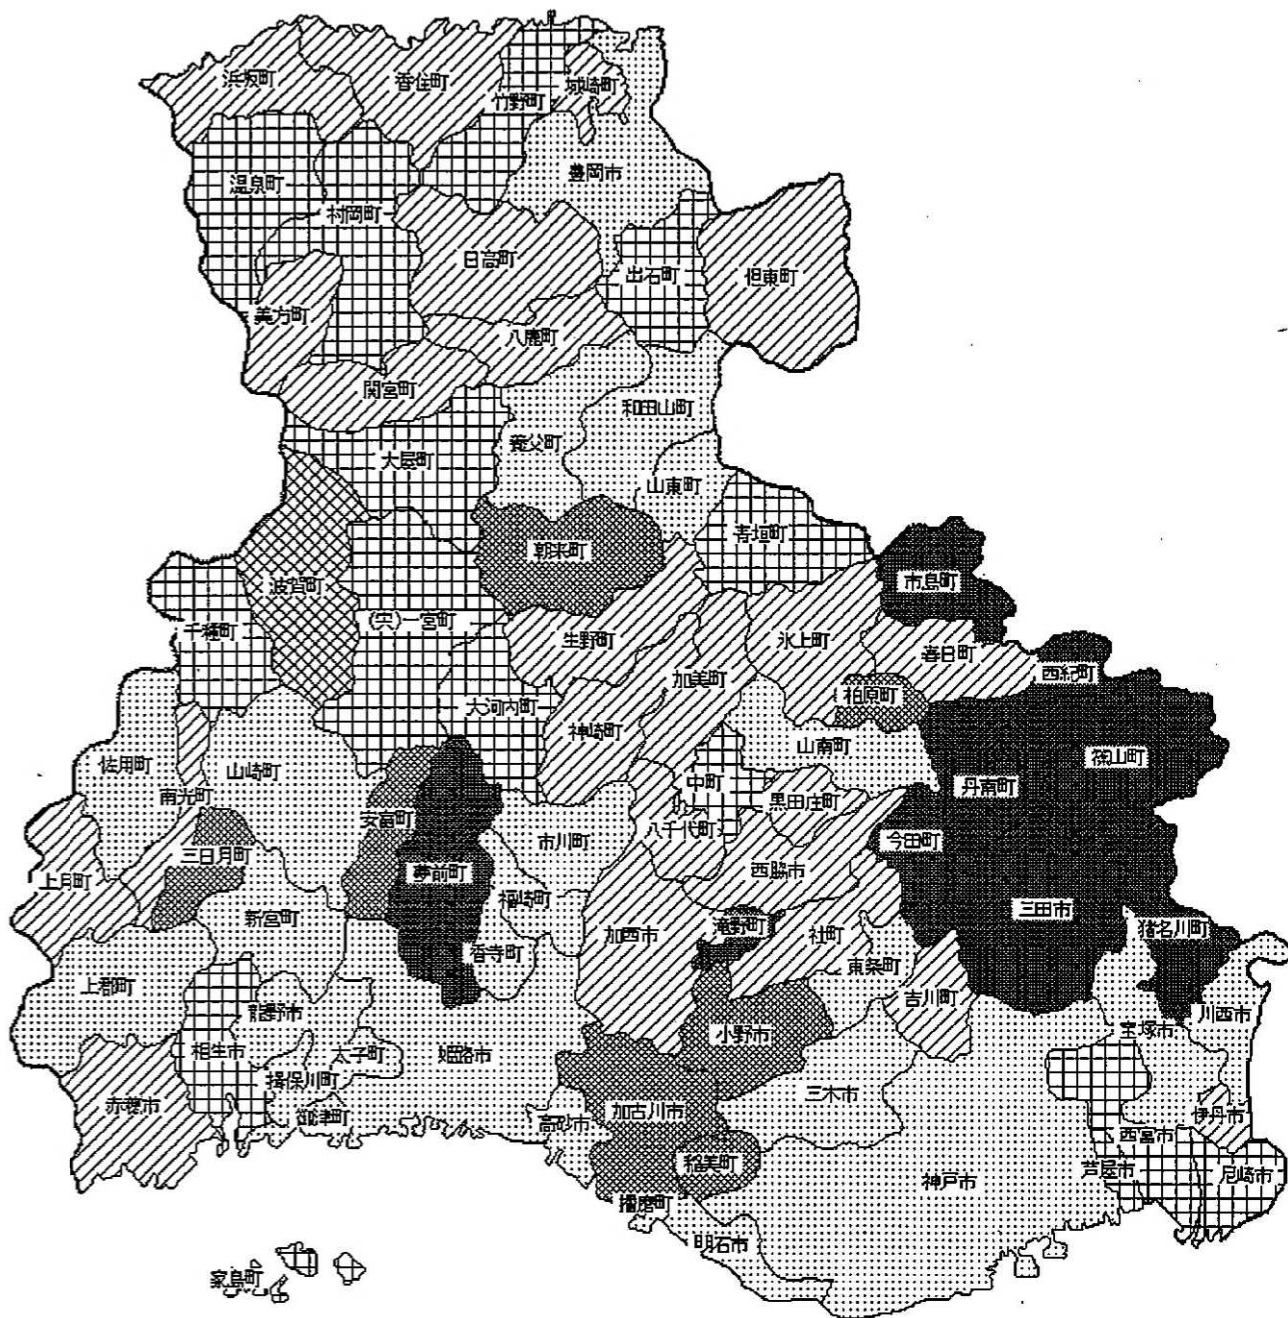 浜坂町
香住町
竹野町
城崎町
豊岡市
温泉町
村岡町
日高町
出石町
但東町
美方町
八鹿町
関宮町
和田山町
養父町
大屋町
山東町
青垣町
朝来町
市島町
波賀町
千種町
(宍)一宮町
生野町
氷上町
春日町
西紀町
加美町
柏原町
大河内町
神崎町
山南町
篠山町
佐用町
山崎町
南光町
中町
丹南町
黒田庄町
安富町
市川町
八千代町
今田町
三日月町
上月町
夢前町
西脇市
福崎町
三田市
新宮町
滝野町
社町
猪名川町
加西市
香寺町
東条町
上郡町
吉川町
龍野市
川西市
小野市
宝塚市
相生市
太子町
姫路市
揖保川町
三木市
赤穂市
御津町
高砂市
加古川市
伊丹市
西宮市
稲美町
神戸市
芦屋市
尼崎市
播磨町
明石市
家島町